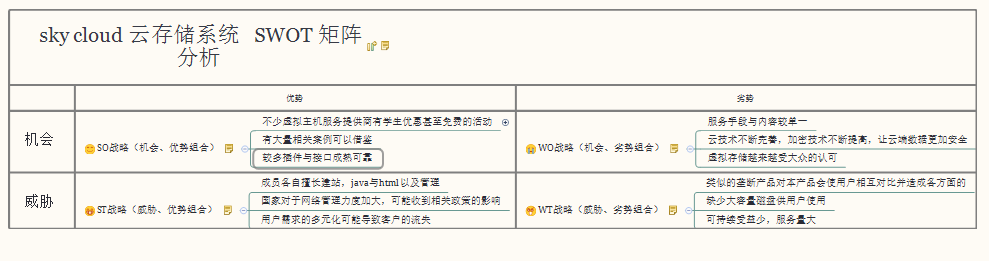 sky cloud 云存储系统 SWOT 矩阵
分析
优势
劣势
机会
SO战略（机会、优势组合）
不少虚拟主机服务提供商有学生优惠甚至免费的活动
有大量相关案例可以借鉴
较多插件与接口成熟可靠
WO战略（机会、劣势组合）
服务手段与内容较单一
云技术不断完善，加密技术不断提高，让云端数据更加安全
虚拟存储越来越受大众的认可
威胁
ST战略（威胁、优势组合）
成员各自擅长建站，java与html以及管理
国家对于网络管理力度加大，可能收到相关政策的影响
用户需求的多元化可能导致客户的流失
WT战略（威胁、劣势组合）
类似的垄断产品对本产品会使用户相互对比并造成各方面的
缺少大容量磁盘供用户使用
可持续受益少，服务量大